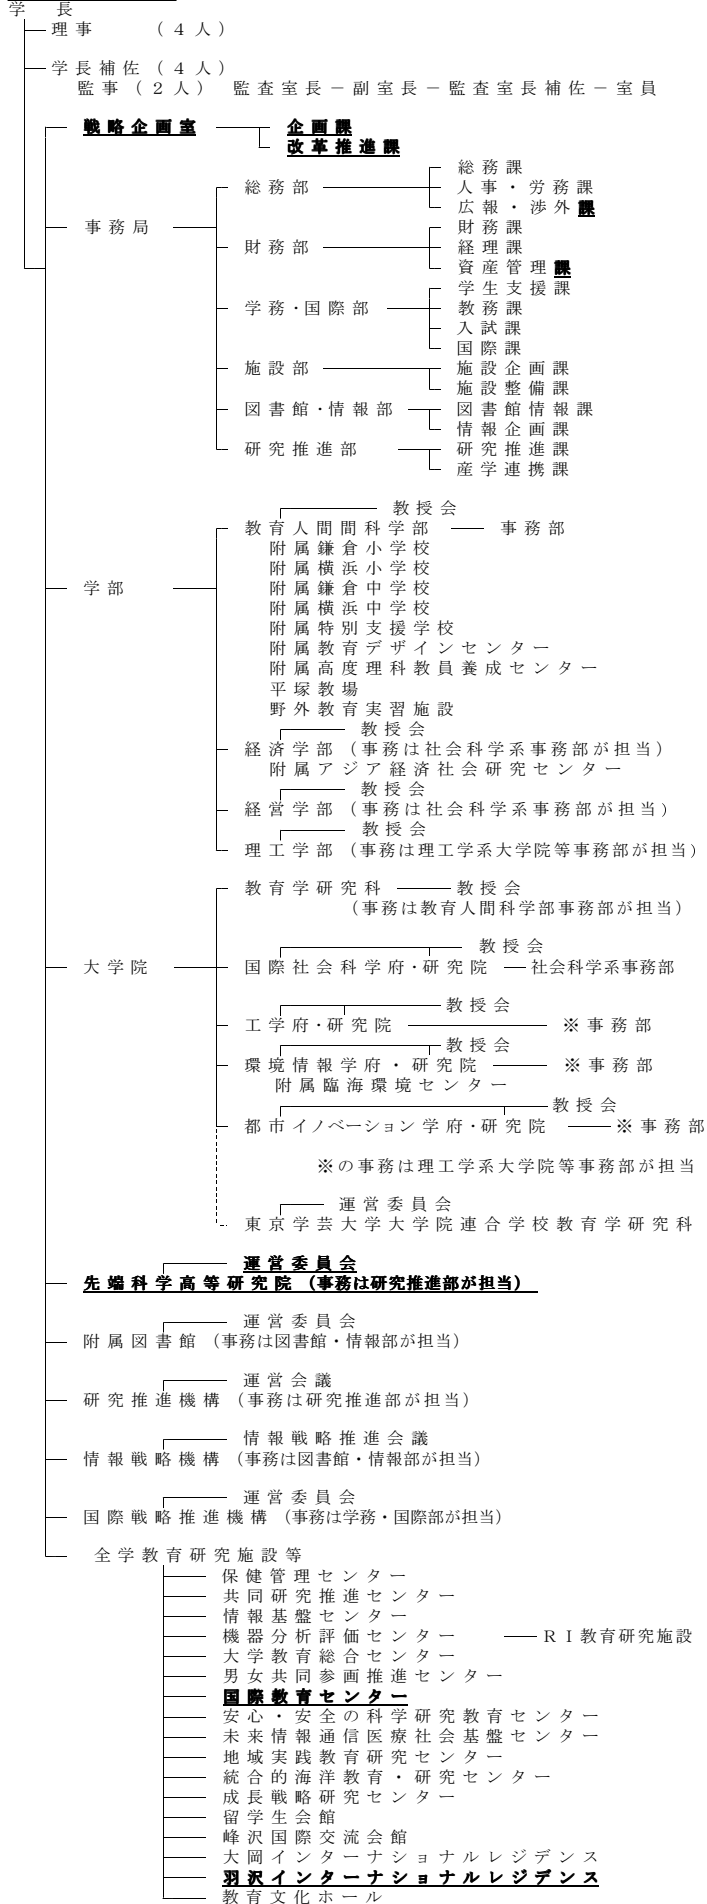 学長
理事 （４人）
学長補佐（４人）
監事（２人） 監査室長－副室長－監査室長補佐－室員
戦略企画室 企画課
改革推進課
総務課
総務部 人事・労務課
広報・渉外課
事務局 財務課
財務部 経理課
資産管理課
学生支援課
学務・国際部 教務課
入試課
国際課
施設部 施設企画課
施設整備課
図書館・情報部 図書館情報課
情報企画課
研究推進部 研究推進課
産学連携課
教授会
教育人間間科学部 事務部
附属鎌倉小学校
附属横浜小学校
学部 附属鎌倉中学校
附属横浜中学校
附属特別支援学校
附属教育デザインセンター
附属高度理科教員養成センター
平塚教場
野外教育実習施設
教授会
経済学部（事務は社会科学系事務部が担当）
附属アジア経済社会研究センター
教授会
経営学部（事務は社会科学系事務部が担当）
教授会
理工学部（事務は理工学系大学院等事務部が担当）
教育学研究科 教授会
（事務は教育人間科学部事務部が担当）
教授会
大学院 国際社会科学府・研究院 社会科学系事務部
教授会
工学府・研究院 ※事務部
教授会
環境情報学府・研究院 ※事務部
附属臨海環境センター
教授会
都市イノベーション学府・研究院 ※事務部
※の事務は理工学系大学院等事務部が担当
運営委員会
東京学芸大学大学院連合学校教育学研究科
運営委員会
先端科学高等研究院（事務は研究推進部が担当）
運営委員会
附属図書館（事務は図書館・情報部が担当）
運営会議
研究推進機構（事務は研究推進部が担当）
情報戦略推進会議
情報戦略機構（事務は図書館・情報部が担当）
運営委員会
国際戦略推進機構（事務は学務・国際部が担当）
全学教育研究施設等
保健管理センター
共同研究推進センター
情報基盤センター
機器分析評価センター ＲＩ教育研究施設
大学教育総合センター
男女共同参画推進センター
国際教育センター
安心・安全の科学研究教育センター
未来情報通信医療社会基盤センター
地域実践教育研究センター
統合的海洋教育・研究センター
成長戦略研究センター
留学生会館
峰沢国際交流会館
大岡インターナショナルレジデンス
羽沢インターナショナルレジデンス
教育文化ホール